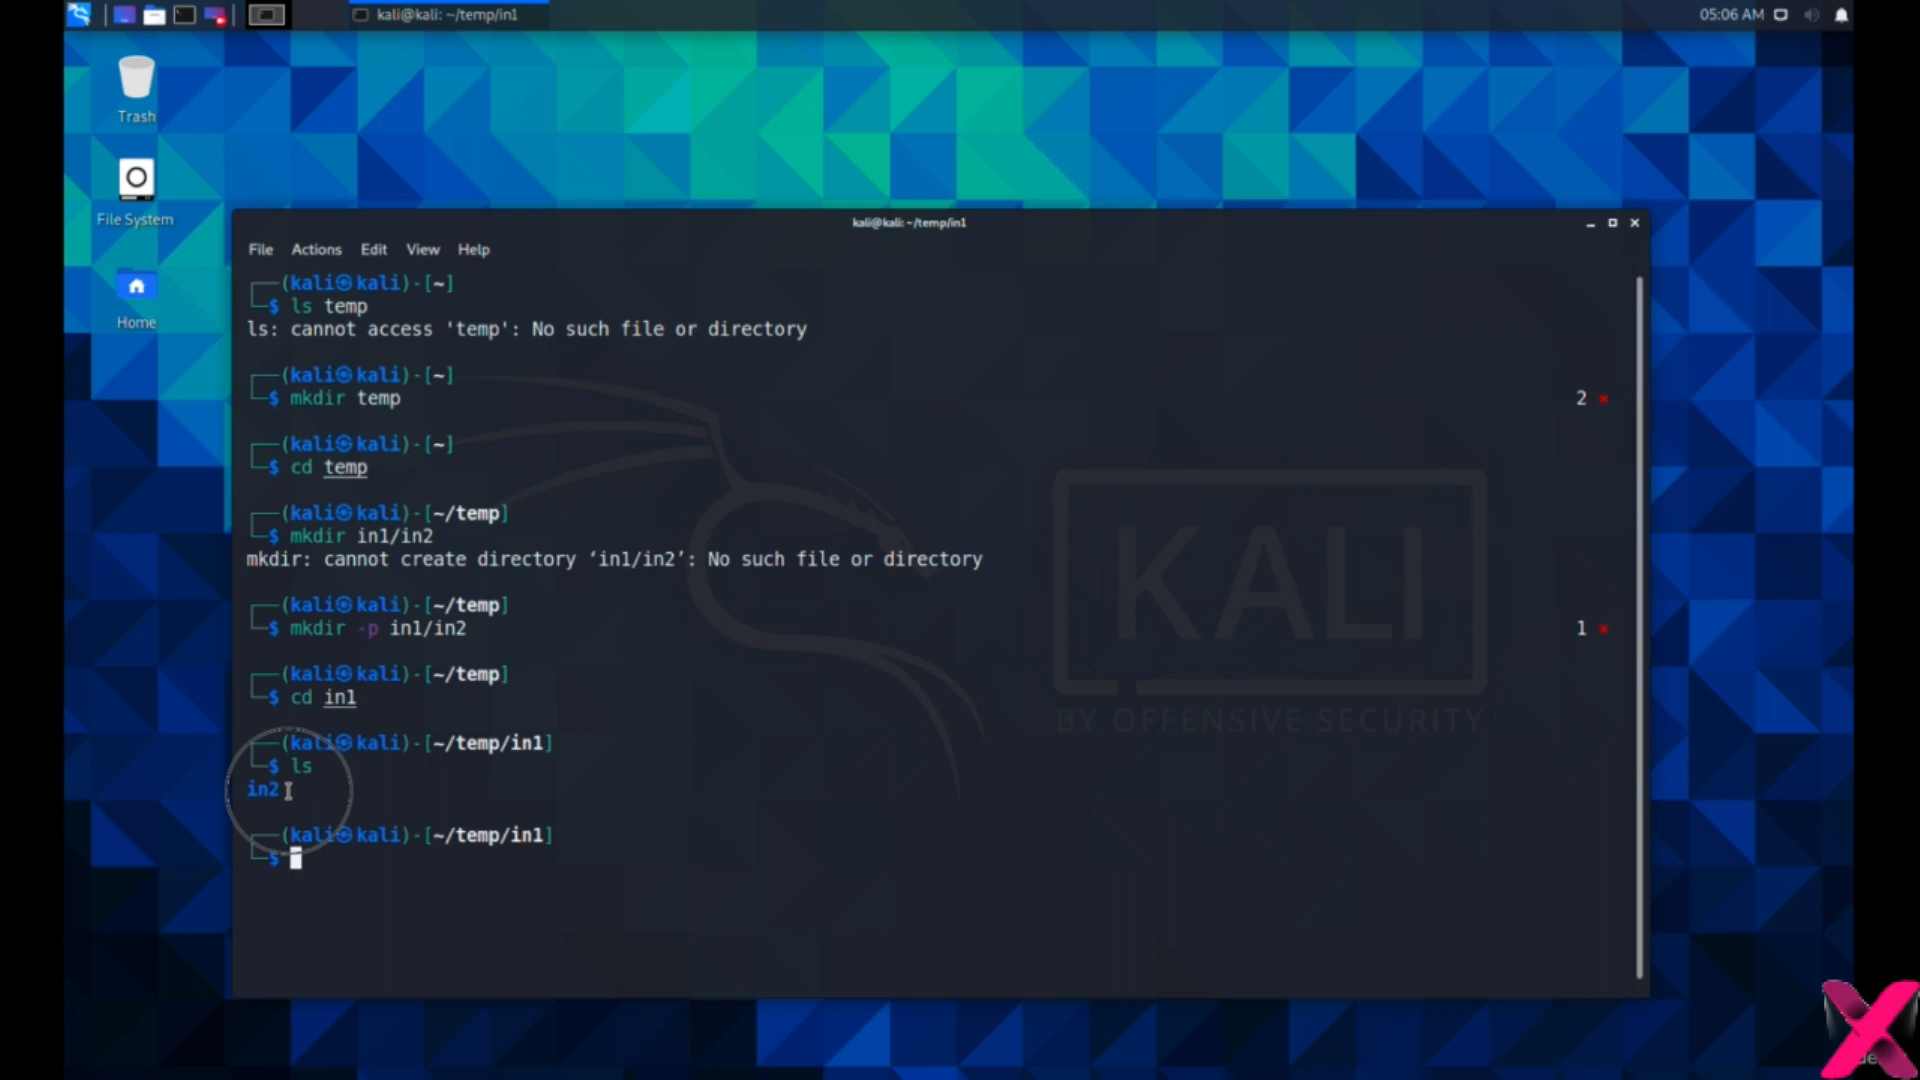 kali@kali: ~/temp/in1
05:06 AM
Trash
File System
Home
kali@kali: ~/temp/in1
File Actions Edit View Help
(kali㉿kali)-[~]
$ ls temp
ls: cannot access 'temp': No such file or directory
(kali㉿kali)-[~]
$ mkdir temp
2 ×
(kali㉿kali)-[~]
$ cd temp
(kali㉿kali)-[~/temp]
$ mkdir in1/in2
mkdir: cannot create directory ‘in1/in2’: No such file or directory
(kali㉿kali)-[~/temp]
$ mkdir -p in1/in2
1 ×
(kali㉿kali)-[~/temp]
$ cd in1
(kali㉿kali)-[~/temp/in1]
$ ls
in2
(kali㉿kali)-[~/temp/in1]
$
KALI
BY OFFENSIVE SECURITY
X